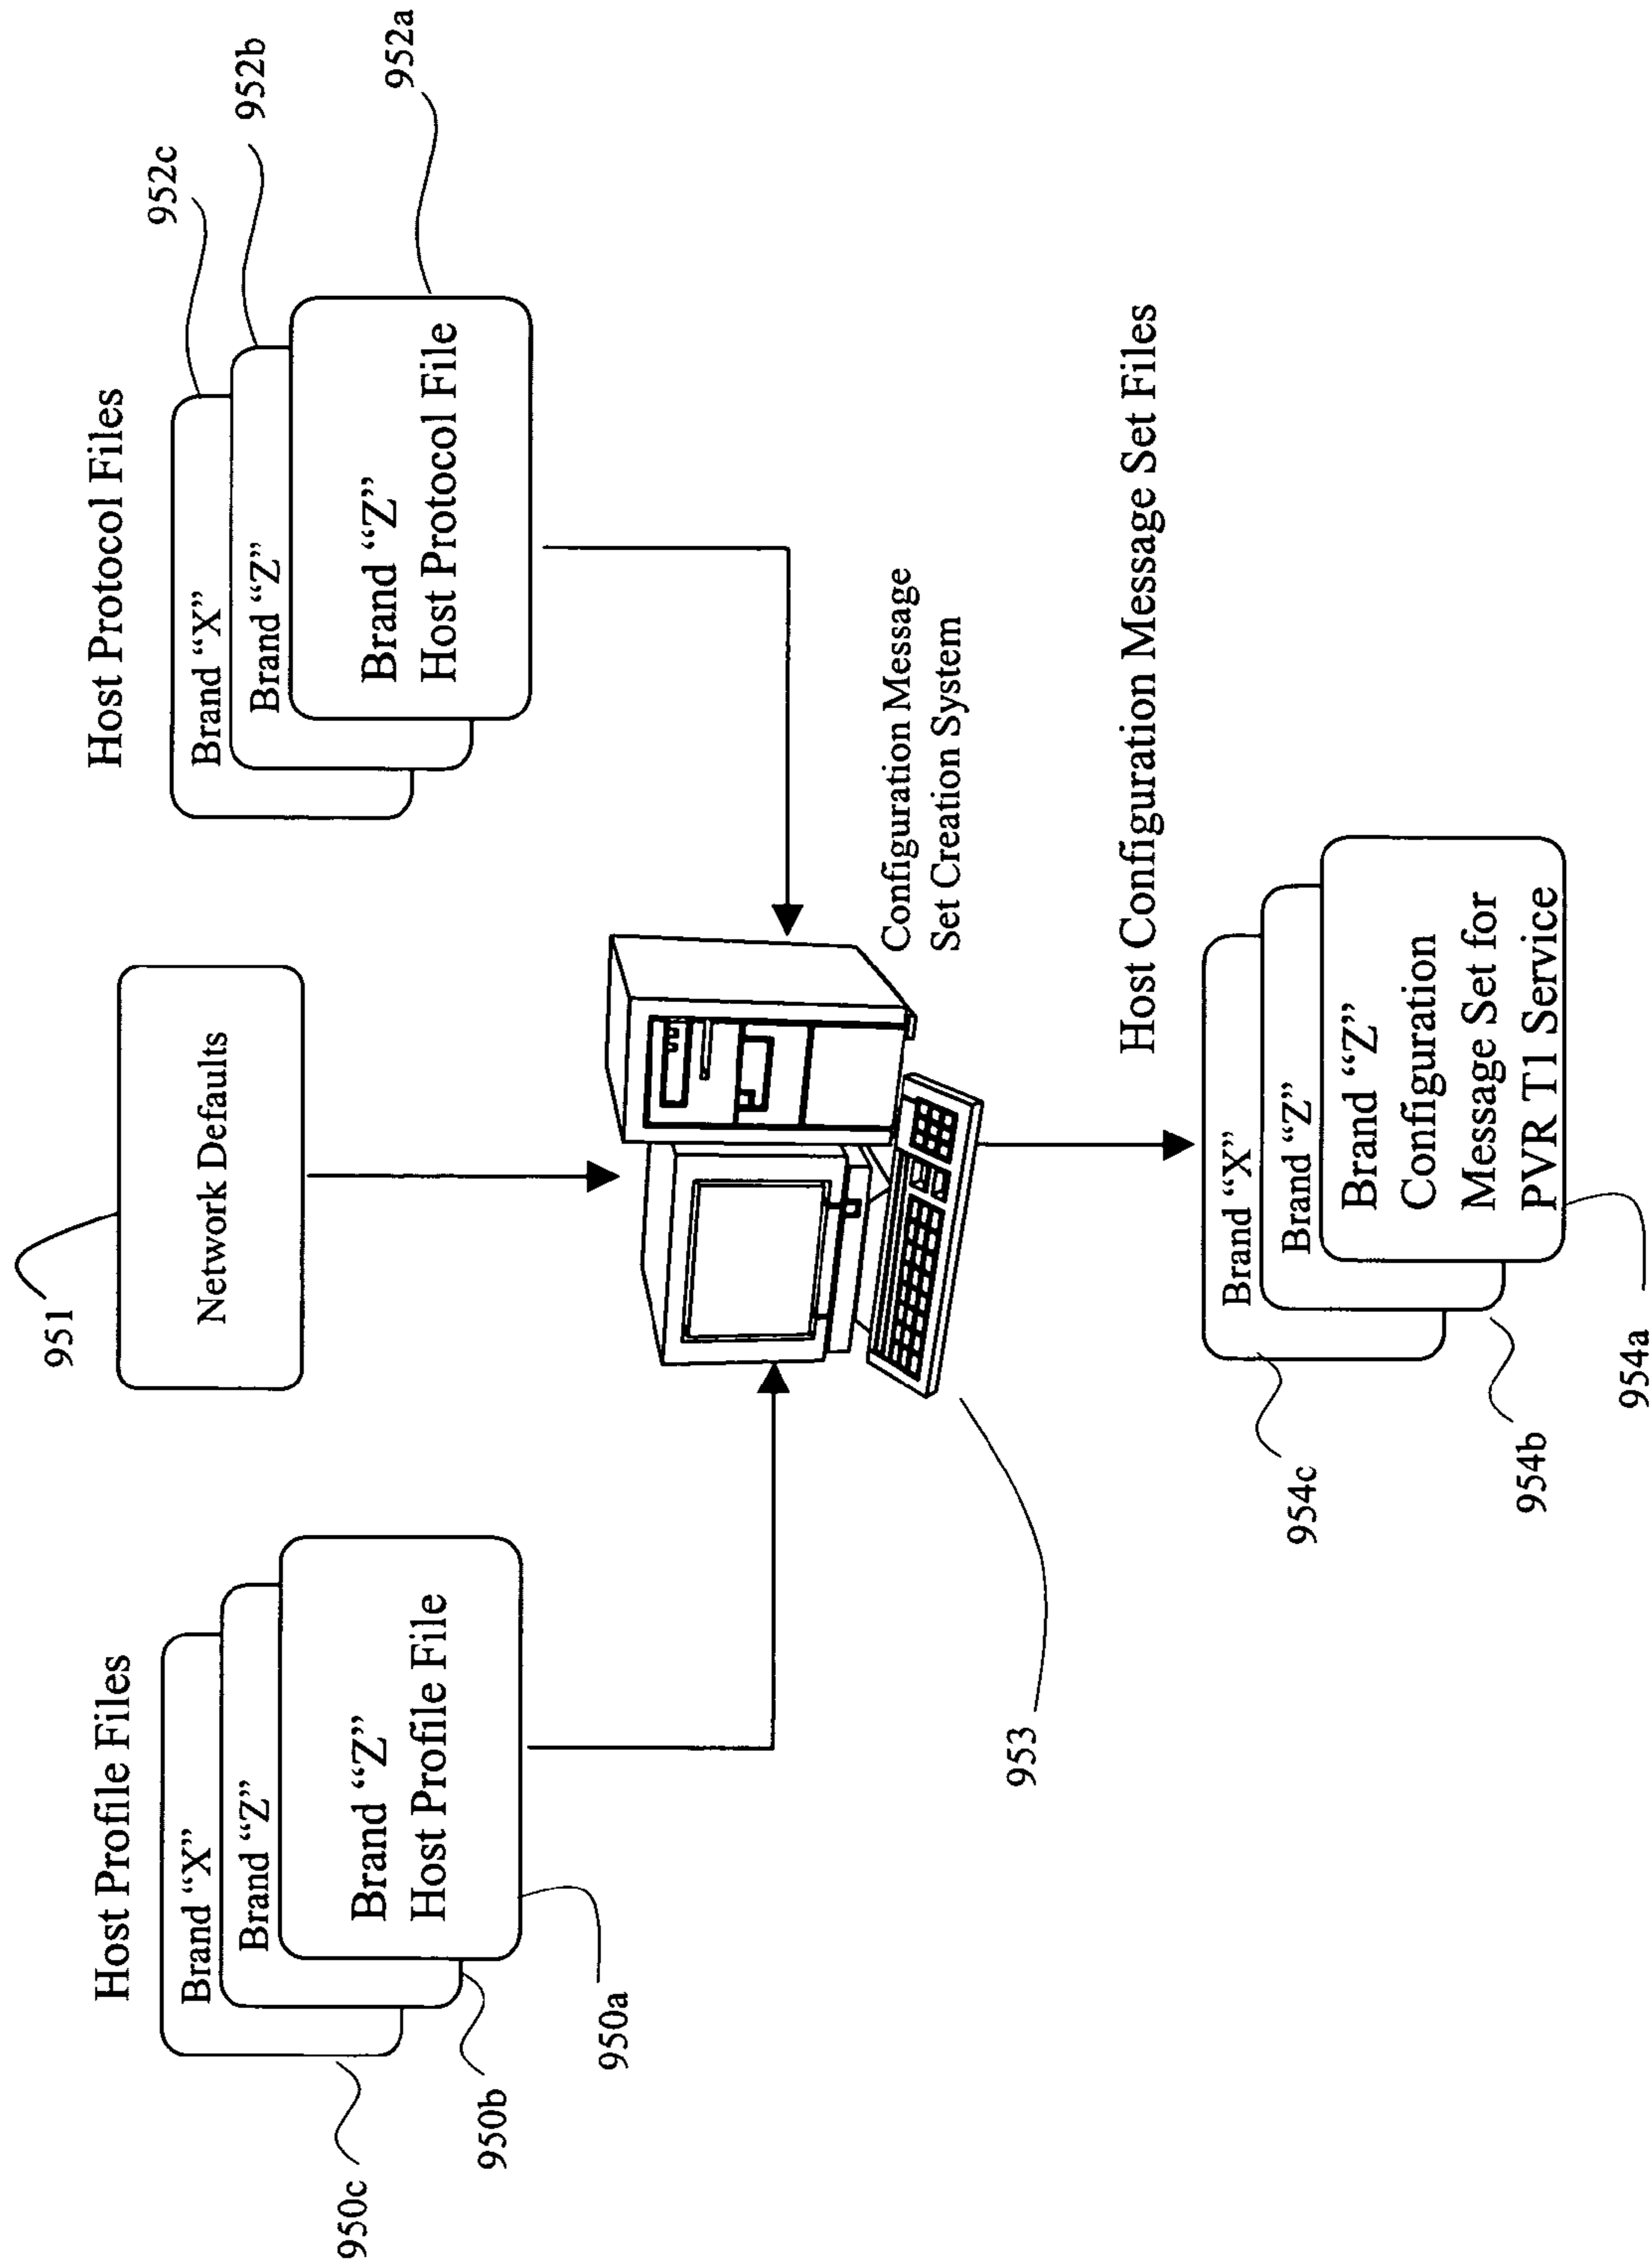 951
Network Defaults
Host Profile Files
Brand “X”
Brand “Z”
Brand “Z”
Host Profile File
950c
950b
950a
Host Protocol Files
952c
952b
952a
Brand “X”
Brand “Z”
Brand “Z”
Host Protocol File
Configuration Message
Set Creation System
953
Host Configuration Message Set Files
Brand “X”
Brand “Z”
Brand “Z”
Configuration
Message Set for
PVR T1 Service
954c
954b
954a